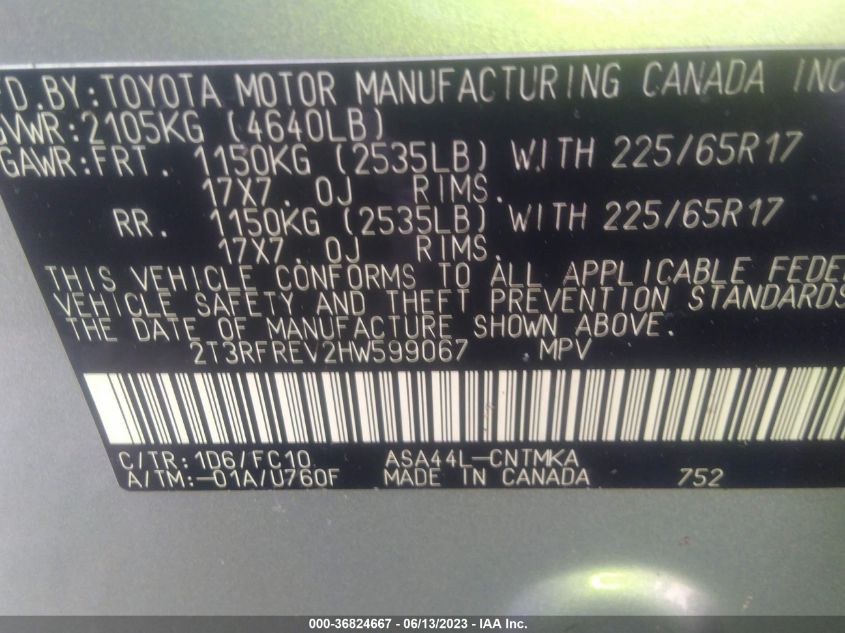 FD.BY:TOYOTA MOTOR MANUFACTURING CANADA INC
GVWR:2105KG (4640LB)
GAWR:FRT. 1150KG (2535LB) WITH 225/65R17
17X7.0J RIMS.
RR. 1150KG (2535LB) WITH 225/65R17
17X7.0J RIMS.
THIS VEHICLE CONFORMS TO ALL APPLICABLE FEDE
VEHICLE SAFETY AND THEFT PREVENTION STANDARDS
THE DATE OF MANUFACTURE SHOWN ABOVE.
2T3RFREV2HW599067 MPV
C/TR:1D6/FC10 ASA44L-CNTMKA
A/TM:-01A/U760F MADE IN CANADA 752
000-36824667 - 06/13/2023 - IAA Inc.